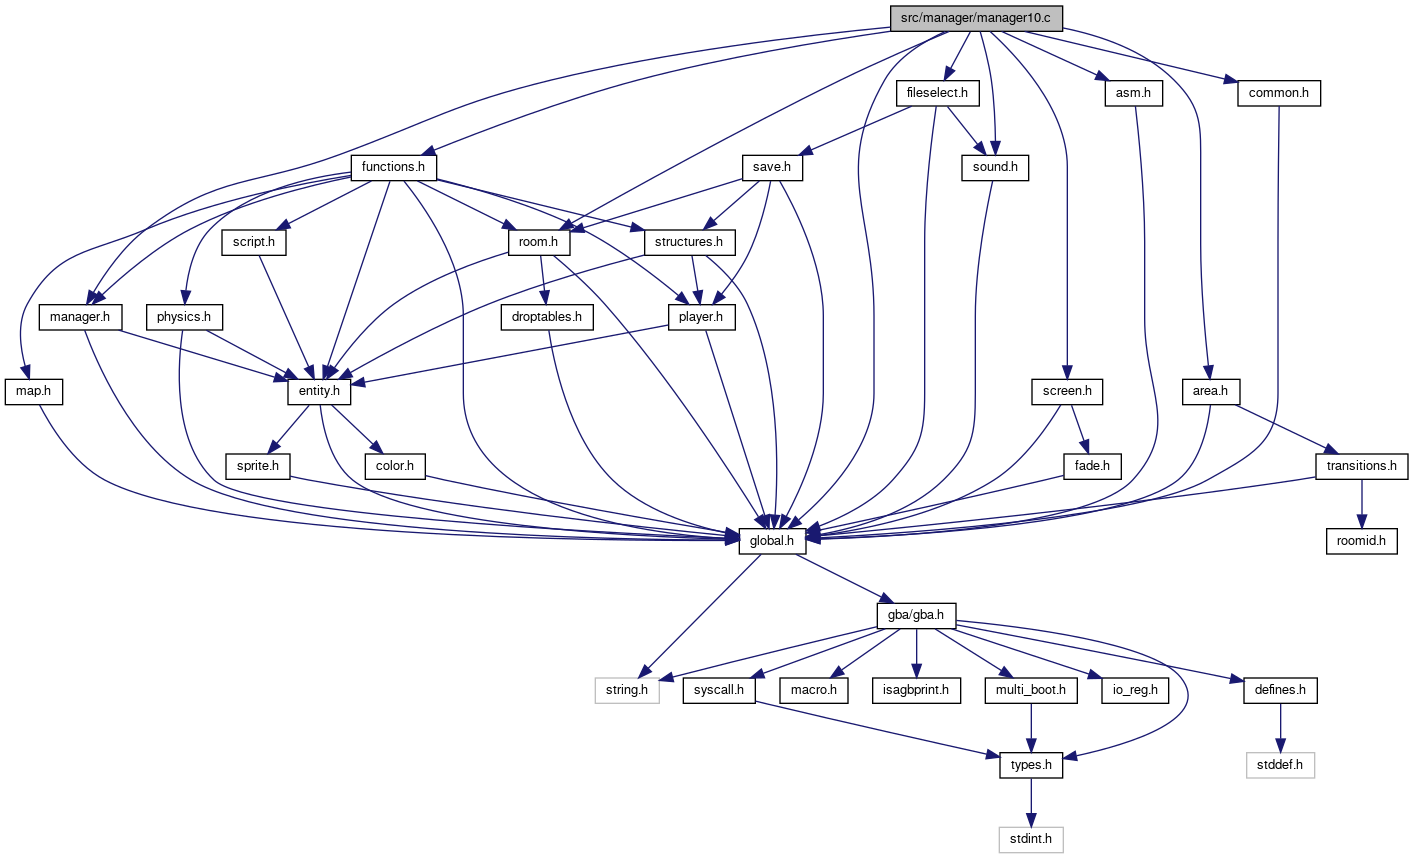 src/manager/manager10.c
fileselect.h
asm.h
common.h
functions.h
save.h
sound.h
script.h
room.h
structures.h
manager.h
physics.h
droptables.h
player.h
map.h
entity.h
screen.h
area.h
sprite.h
color.h
fade.h
transitions.h
global.h
roomid.h
gba/gba.h
string.h
syscall.h
macro.h
isagbprint.h
multi_boot.h
io_reg.h
defines.h
types.h
stddef.h
stdint.h